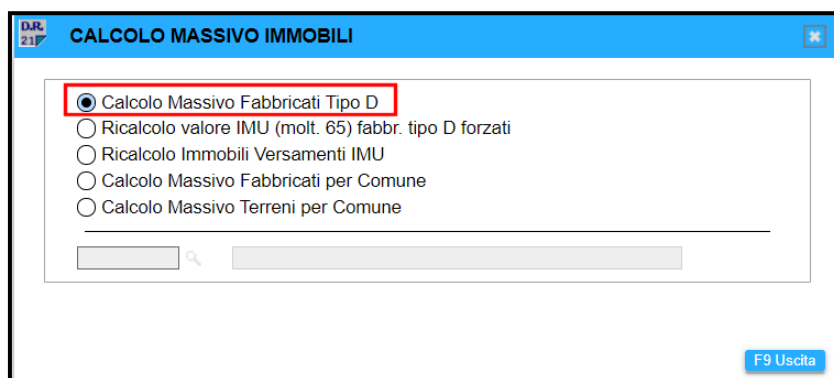 D.R.
21
CALCOLO MASSIVO IMMOBILI
Calcolo Massivo Fabbricati Tipo D
Ricalcolo valore IMU (molt. 65) fabbr. tipo D forzati
Ricalcolo Immobili Versamenti IMU
Calcolo Massivo Fabbricati per Comune
Calcolo Massivo Terreni per Comune
F9 Uscita